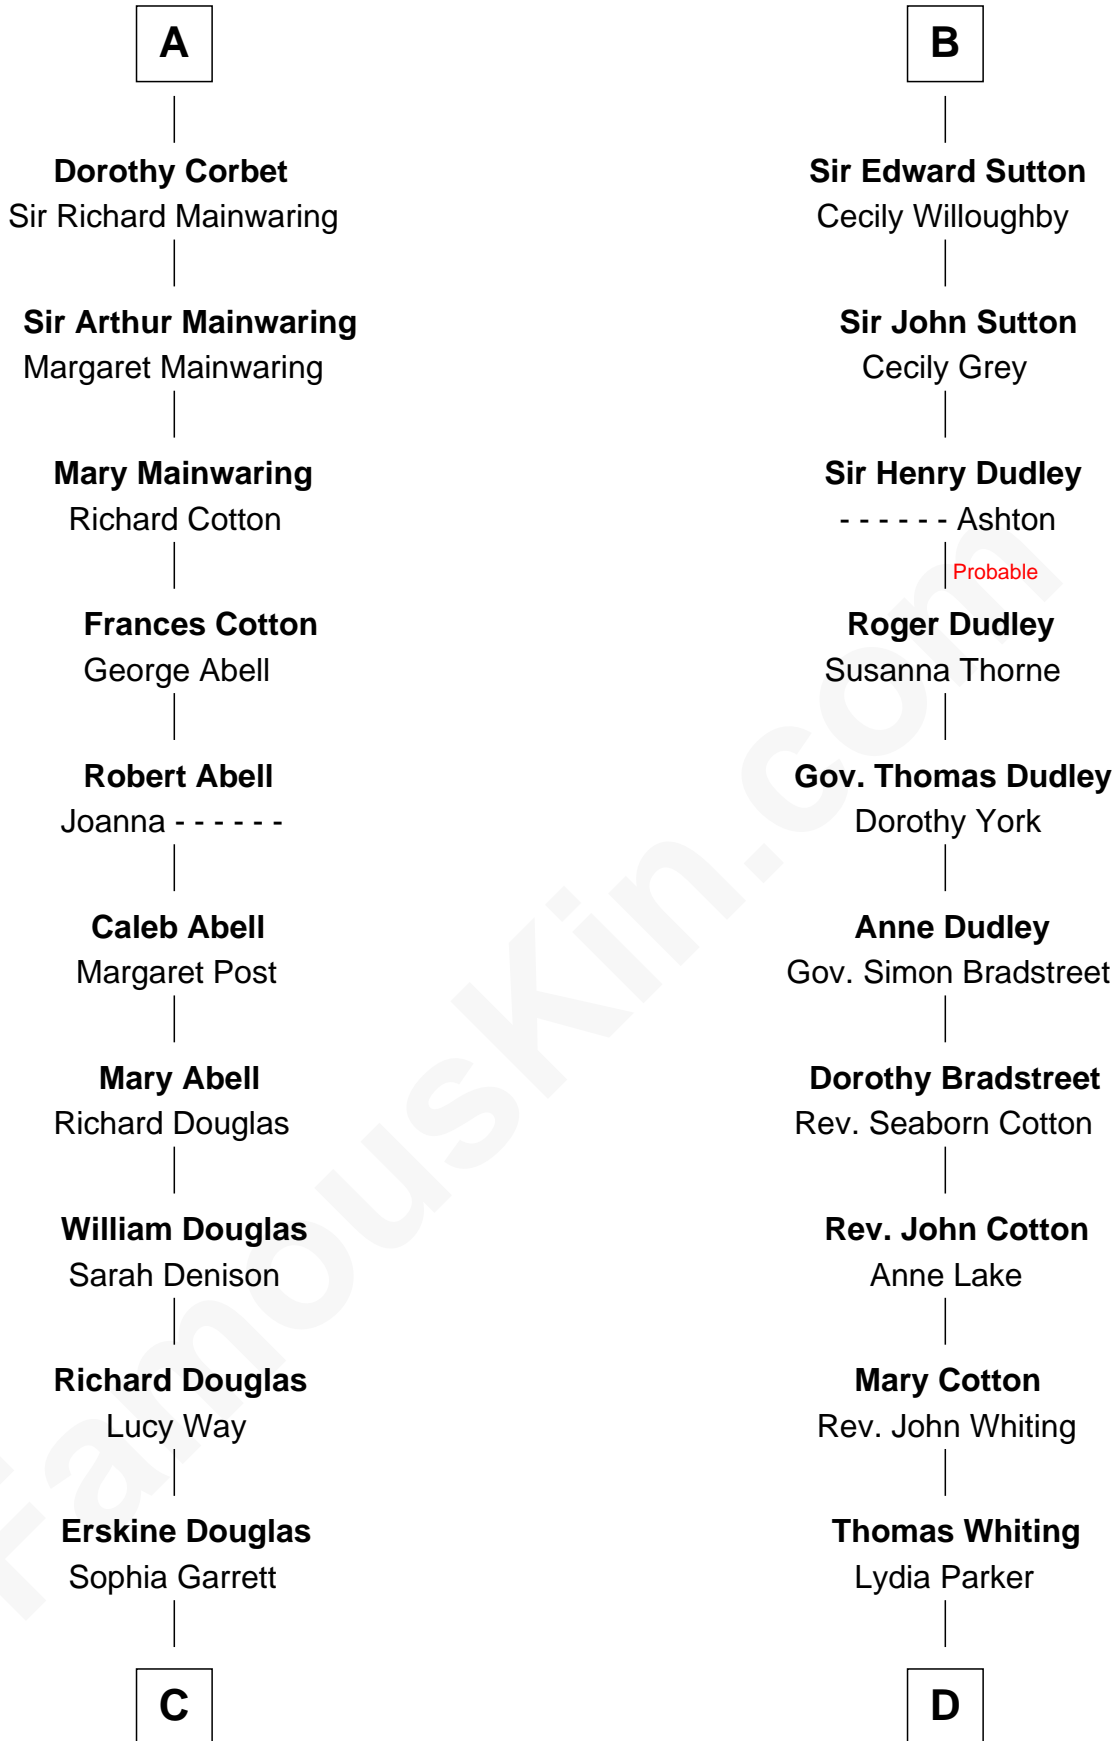 A
Dorothy Corbet
Sir Richard Mainwaring
Sir Arthur Mainwaring
Margaret Mainwaring
Mary Mainwaring
Richard Cotton
Frances Cotton
George Abell
Robert Abell
Joanna - - - - - -
Caleb Abell
Margaret Post
Mary Abell
Richard Douglas
William Douglas
Sarah Denison
Richard Douglas
Lucy Way
Erskine Douglas
Sophia Garrett
C
B
Sir Edward Sutton
Cecily Willoughby
Sir John Sutton
Cecily Grey
Sir Henry Dudley
- - - - - - Ashton
Probable
Roger Dudley
Susanna Thorne
Gov. Thomas Dudley
Dorothy York
Anne Dudley
Gov. Simon Bradstreet
Dorothy Bradstreet
Rev. Seaborn Cotton
Rev. John Cotton
Anne Lake
Mary Cotton
Rev. John Whiting
Thomas Whiting
Lydia Parker
D
FamousKin.com